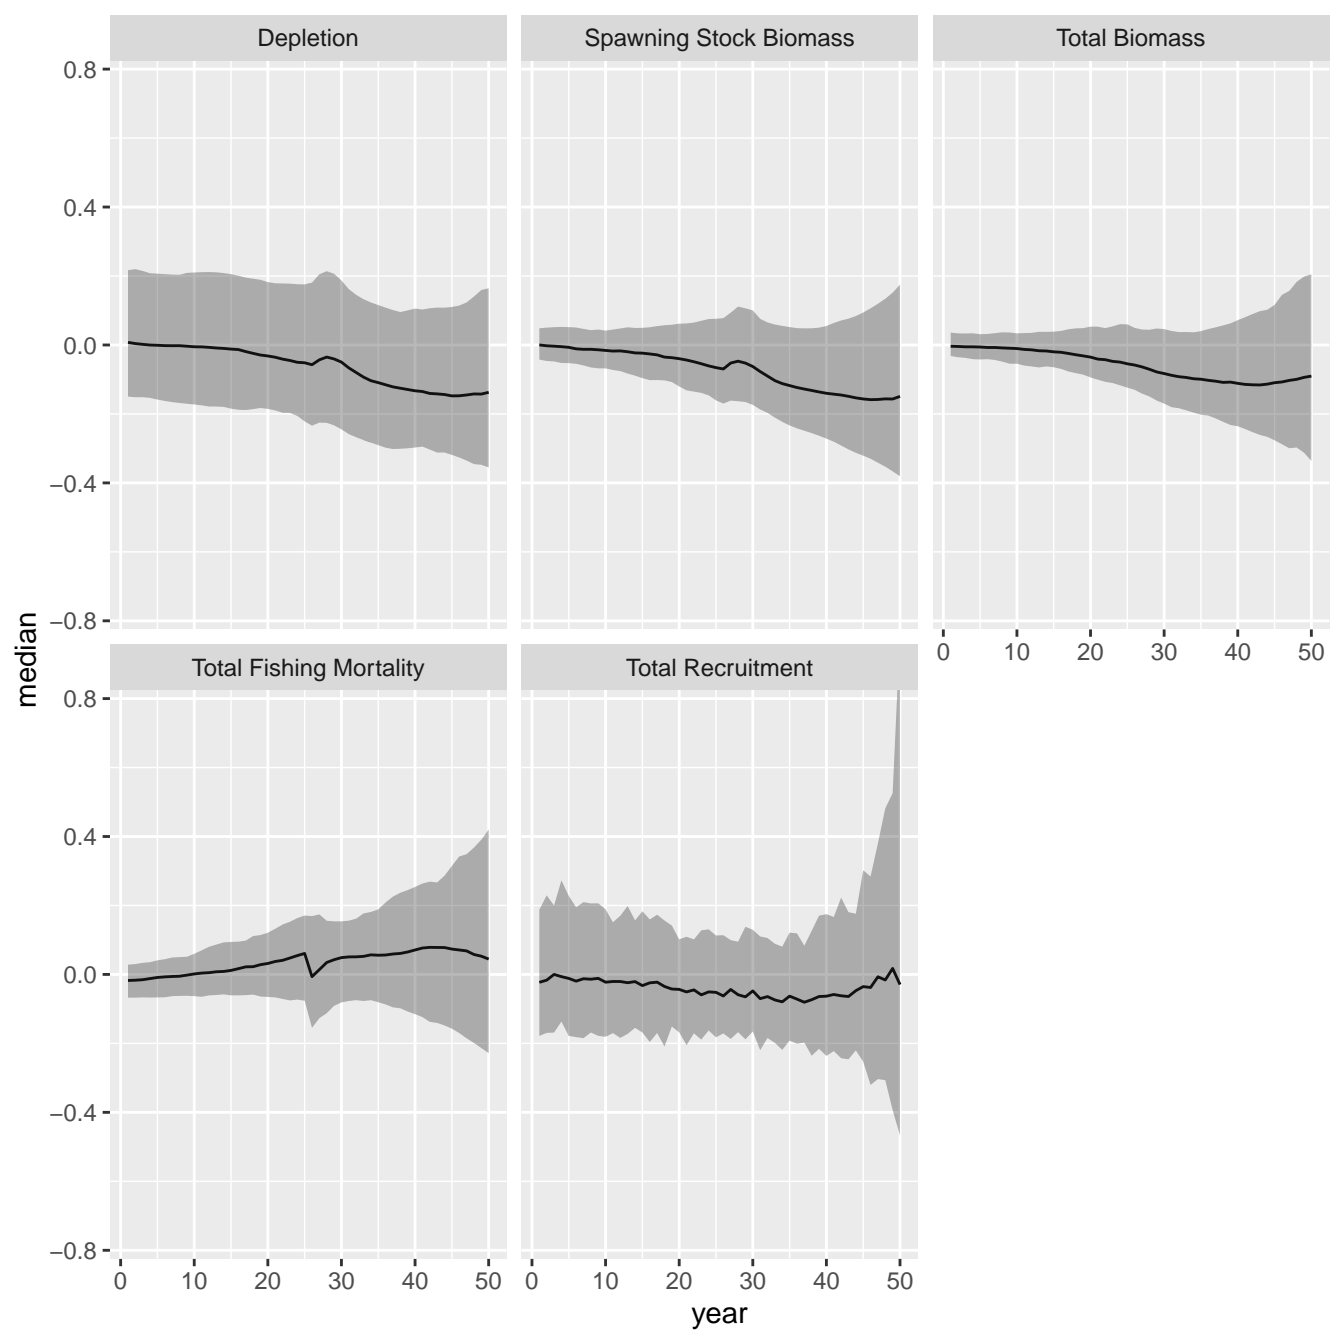 Depletion Spawning Stock Biomass Total Biomass
0.8
0.4
0.0
−0.4
−0.8
0 10 20 30 40 50
median
Total Fishing Mortality Total Recruitment
0.8
0.4
0.0
−0.4
−0.8
0 10 20 30 40 50 0 10 20 30 40 50
year